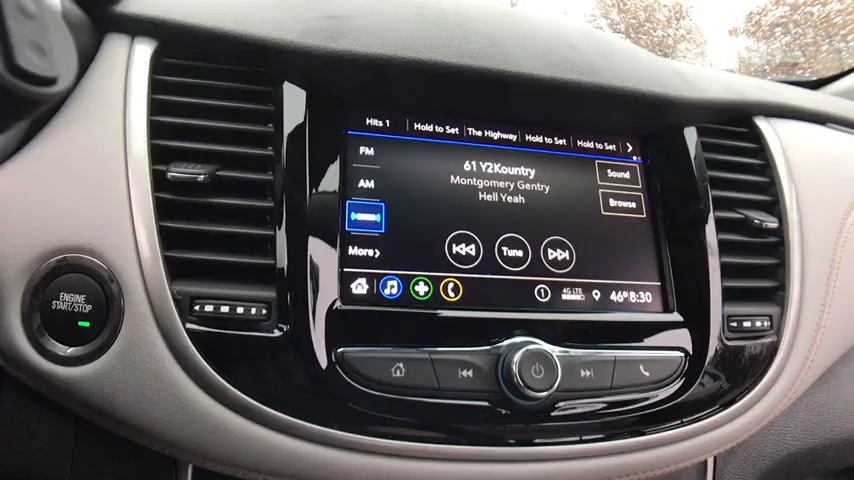 Hits 1
Hold to Set
The Highway
Hold to Set
Hold to Set
FM
61 Y2Kountry
Sound
AM
Montgomery Gentry
Hell Yeah
Browse
More
Tune
1
4G LTE
46° 8:30
ENGINE
START/STOP